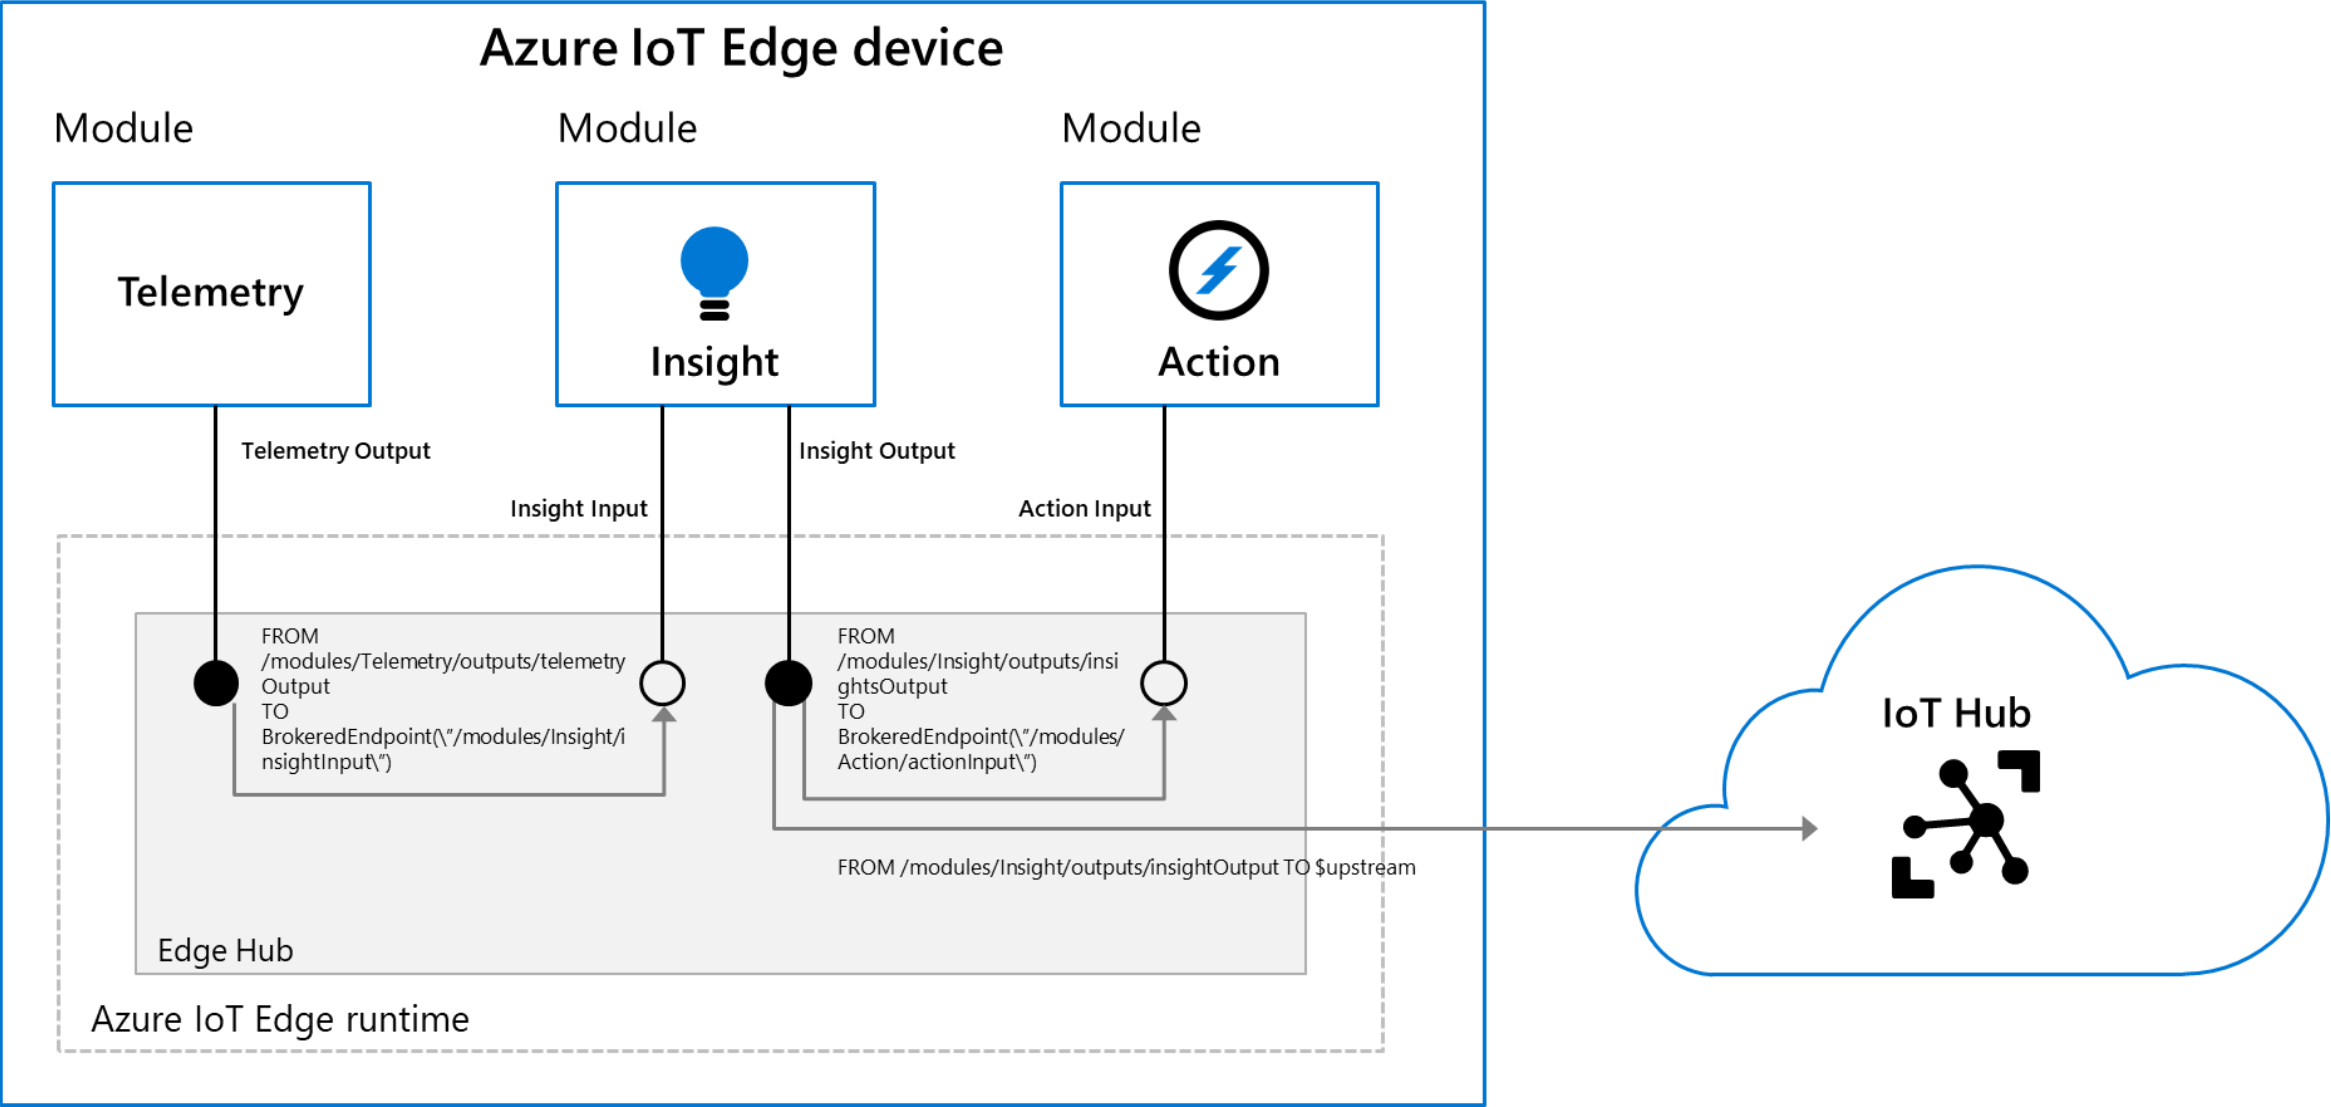 Azure IoT Edge device
Module
Module
Module
Telemetry
Insight
Action
Telemetry Output
Insight Output
Insight Input
Action Input
FROM
/modules/Telemetry/outputs/telemetry
Output
TO
BrokeredEndpoint(\"/modules/Insight/i
nsightInput\")
FROM
/modules/Insight/outputs/insi
ghtsOutput
TO
BrokeredEndpoint(\"/modules/
Action/actionInput\")
FROM /modules/Insight/outputs/insightOutput TO $upstream
Edge Hub
Azure IoT Edge runtime
IoT Hub